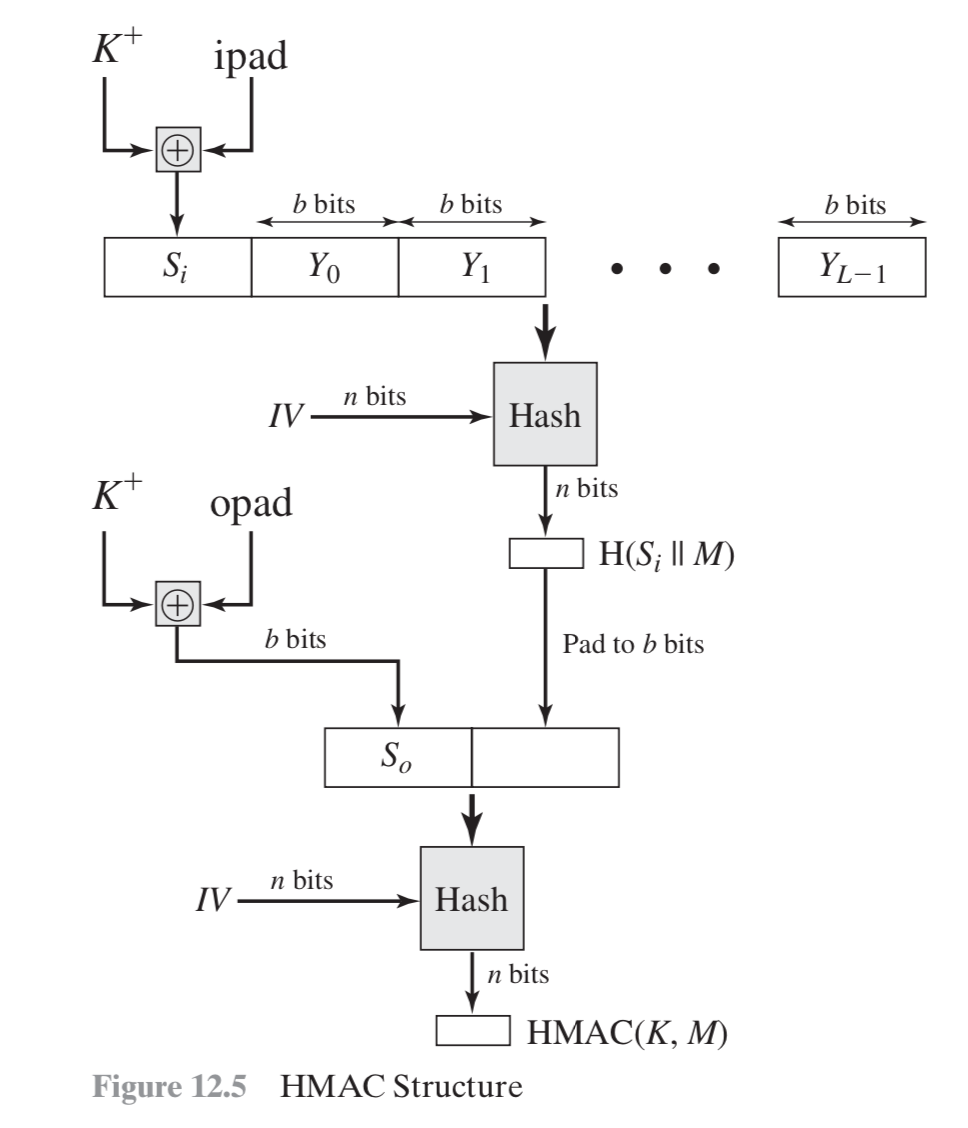 K+ ipad
⊕
b bits b bits b bits
Si Y0 Y1 • • • YL−1
IV n bits Hash
n bits
K+ opad
H(Si || M)
⊕
b bits Pad to b bits
So
IV n bits Hash
n bits
HMAC(K, M)
Figure 12.5 HMAC Structure